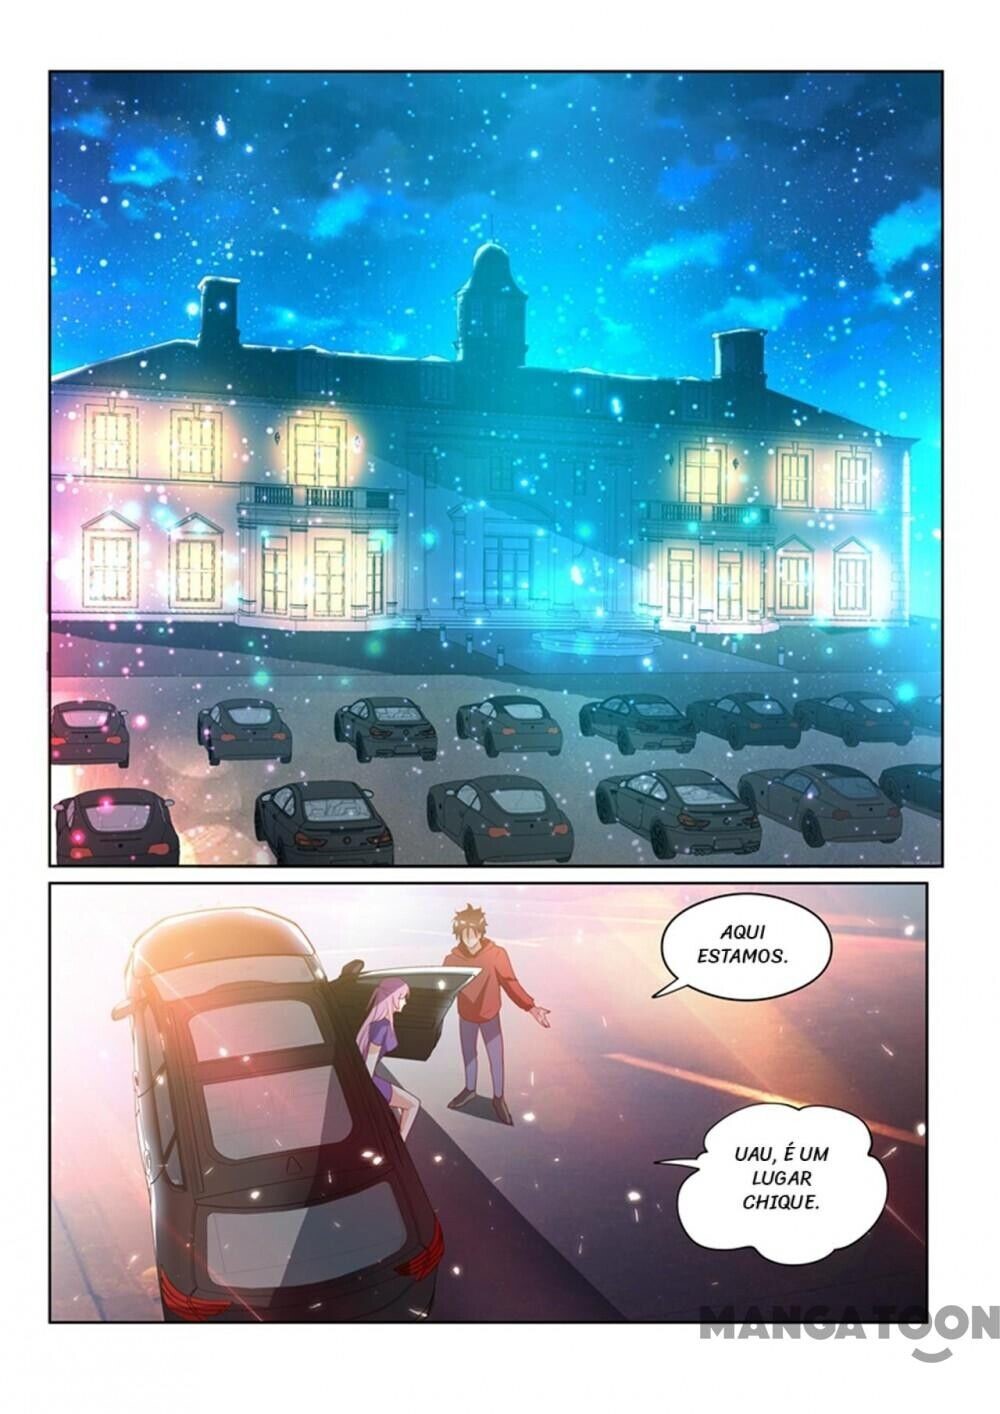 AQUI
ESTAMOS.
UAU, É UM
LUGAR
CHIQUE.
MANGATOON